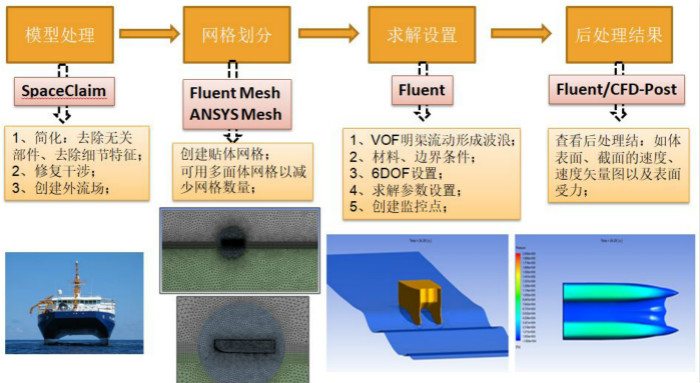 模型处理
网格划分
求解设置
后处理结果
SpaceClaim
Fluent Mesh
ANSYS Mesh
Fluent
Fluent/CFD-Post
1、简化：去除无关
部件、去除细节特征；
2、修复干涉；
3、创建外流场；
创建贴体网格；
可用多面体网格以减
少网格数量；
1、VOF明渠流动形成波浪；
2、材料、边界条件；
3、6DOF设置；
4、求解参数设置；
5、创建监控点；
查看后处理结：如体
表面、截面的速度、
速度矢量图以及表面
受力；